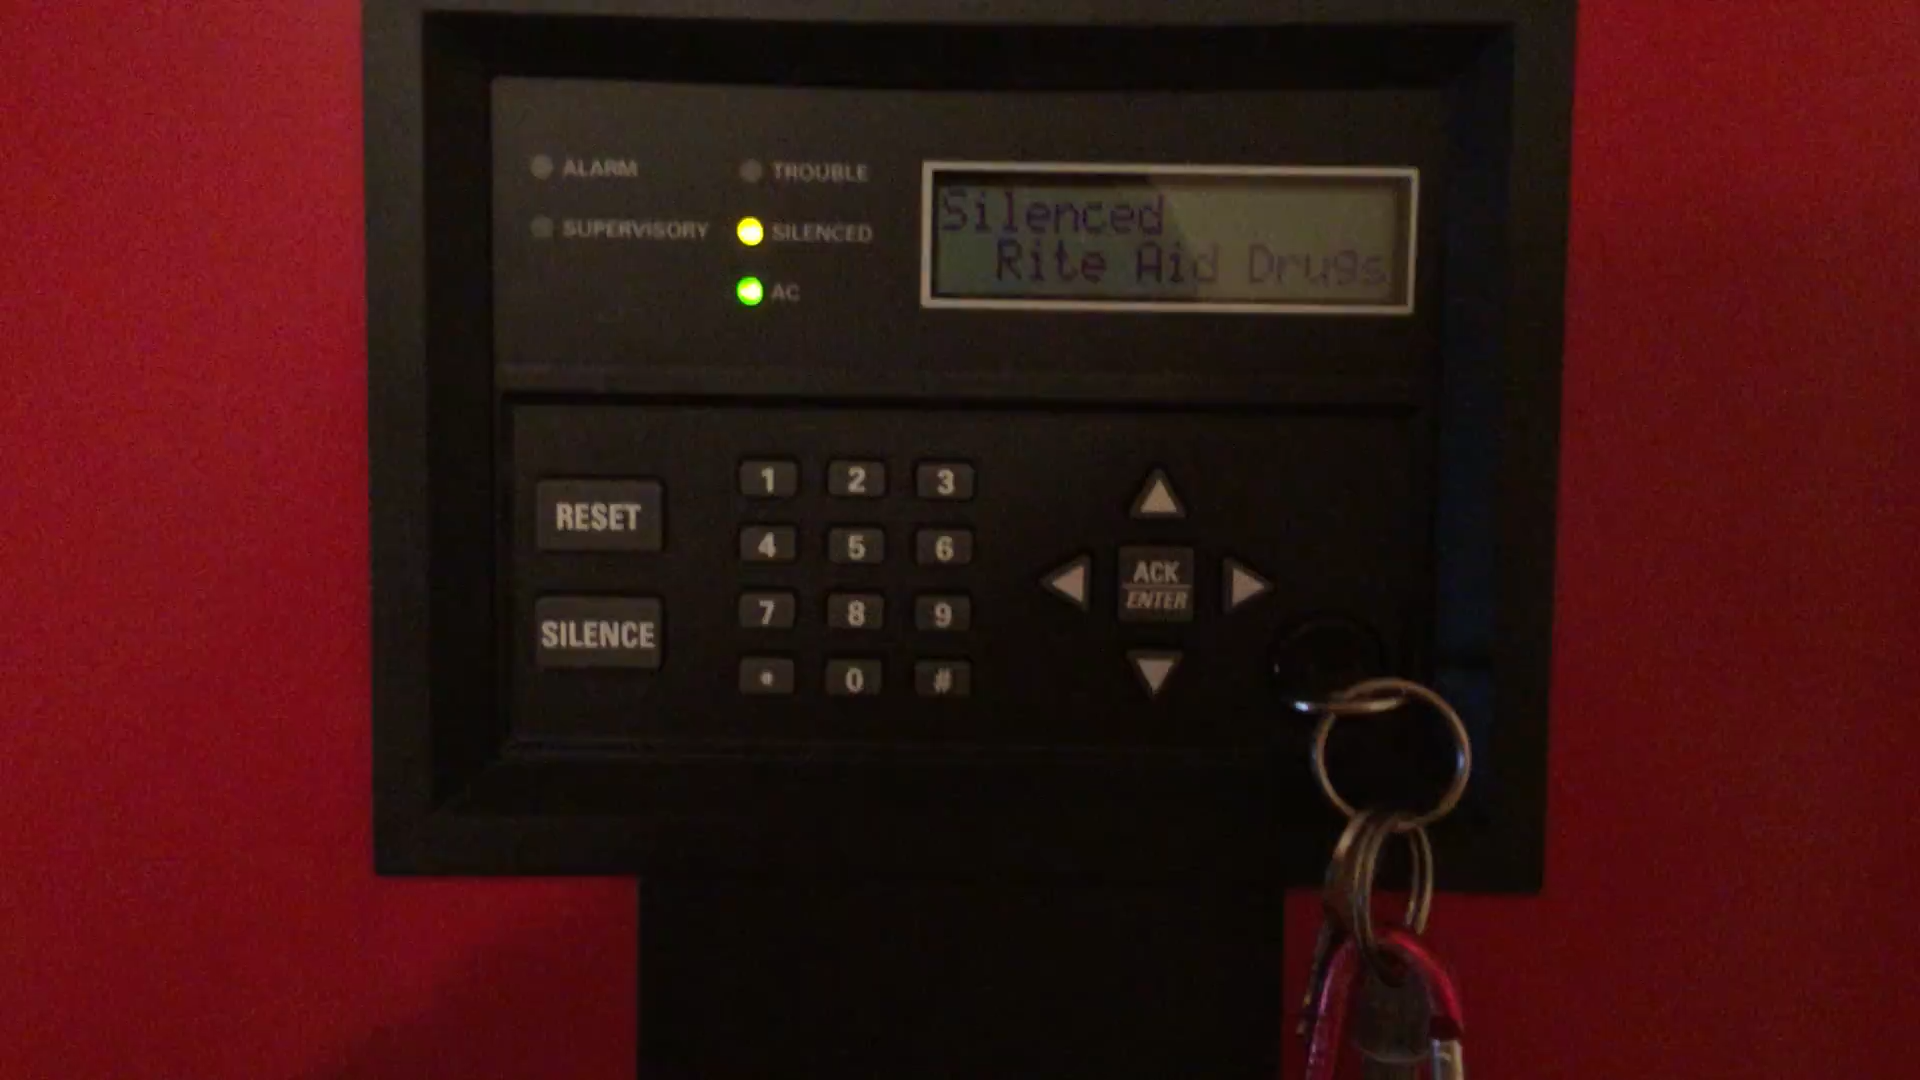 ALARM
TROUBLE
SUPERVISORY
SILENCED
AC
Silenced
Rite Aid Drugs
RESET
SILENCE
1 2 3
4 5 6
7 8 9
* 0 #
ACK
ENTER